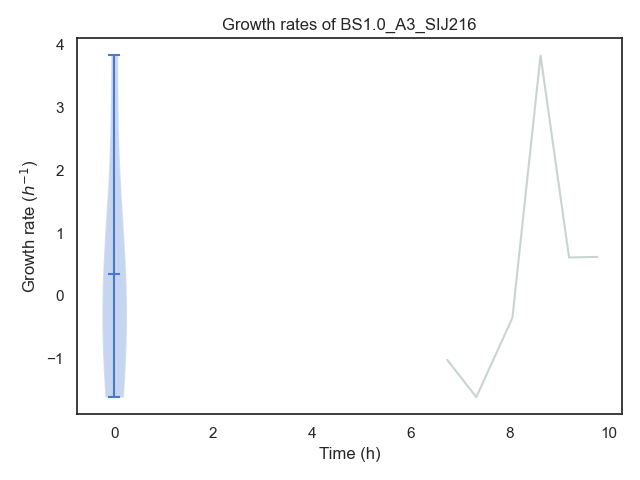 Growth rates of BS1.0_A3_SIJ216
Growth rate (h⁻¹)
4
3
2
1
0
−1
0 2 4 6 8 10
Time (h)